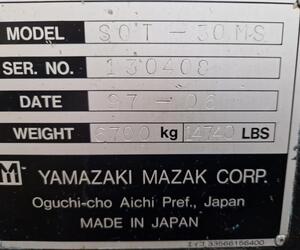 MODEL SQT-30MS
SER. NO. 130408
DATE 97-06
WEIGHT 6700 kg 14740 LBS
M YAMAZAKI MAZAK CORP.
Oguchi-cho Aichi Pref., Japan
MADE IN JAPAN